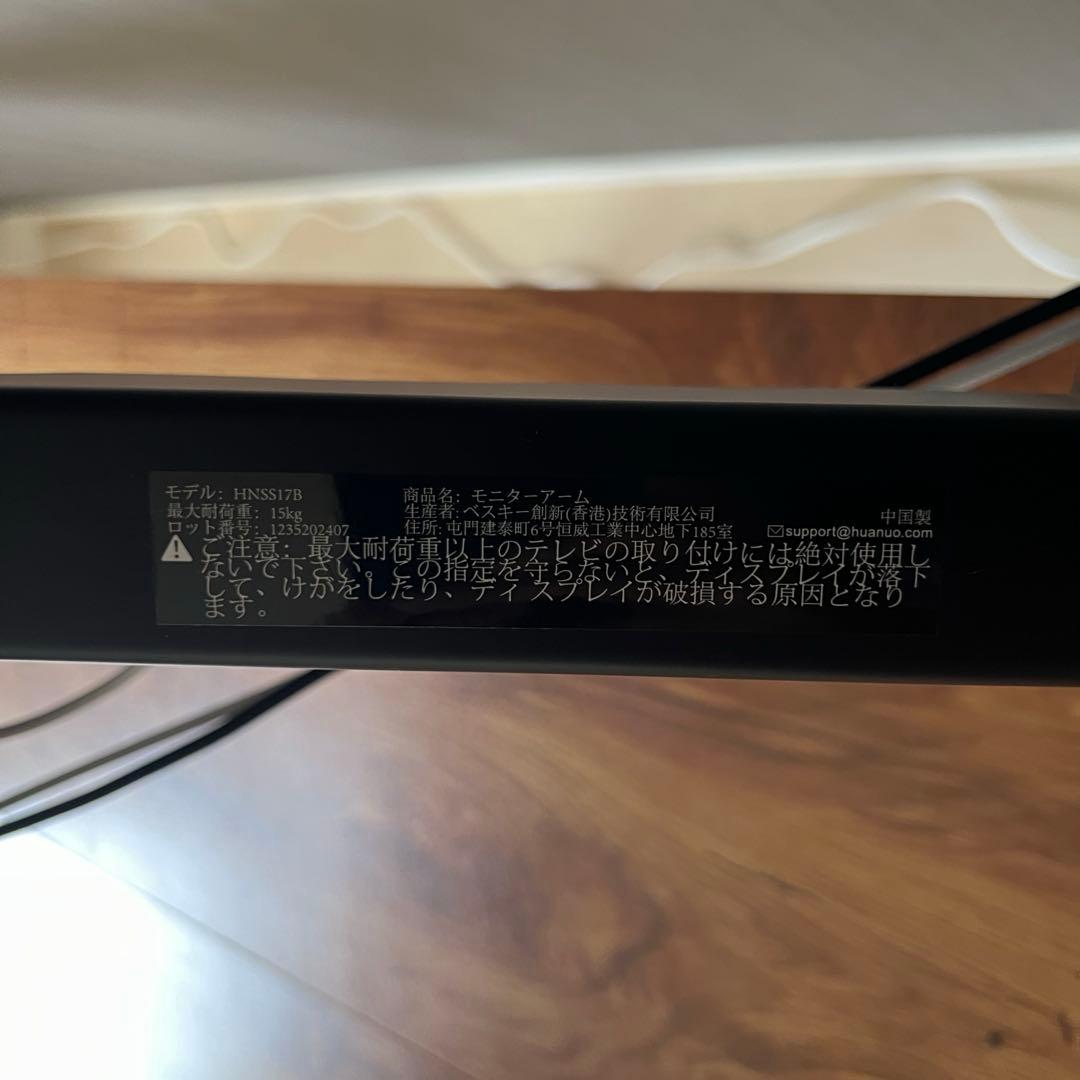 モデル: HNSS17B
最大耐荷重: 15kg
ロット番号: 1235202407
商品名: モニターアーム
生産者: ベスキー創新(香港)技術有限公司
住所: 屯門建泰町6号恒威工業中心地下185室
中国製
support@huanuo.com
ご注意: 最大耐荷重以上のテレビの取り付けには絶対使用し
ないで下さい。この指定を守らないと、ディスプレイが落下
して、けがをしたり、ディ スプレイが破損する原因となり
ます。